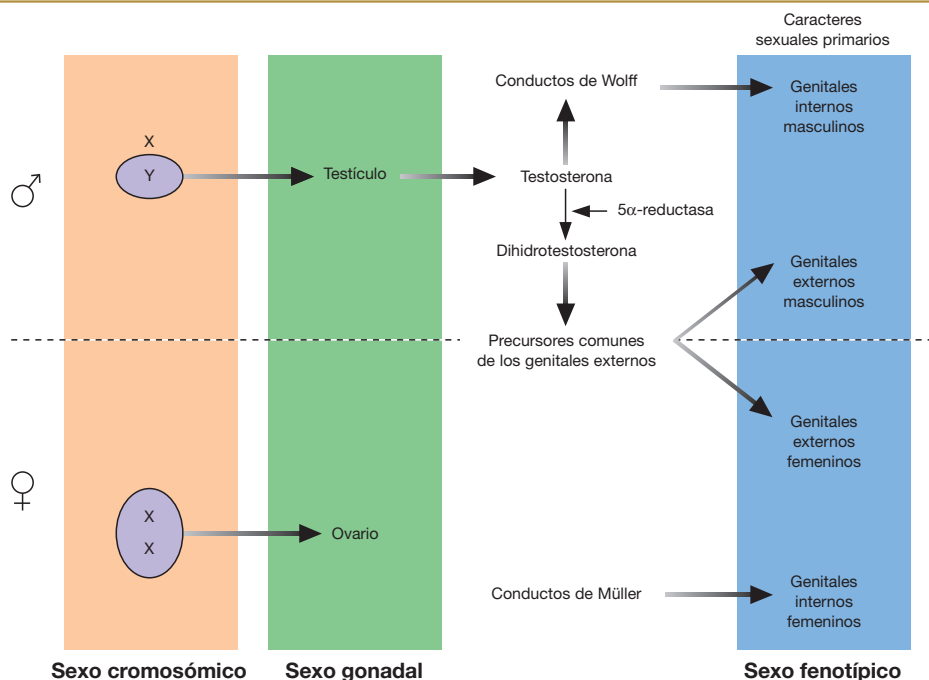 Caracteres
sexuales primarios
Conductos de Wolff
Genitales
internos
masculinos
X
Y
Testículo
Testosterona
5α-reductasa
Dihidrotestosterona
Genitales
externos
masculinos
Precursores comunes
de los genitales externos
Genitales
externos
femeninos
X
X
Ovario
Conductos de Müller
Genitales
internos
femeninos
Sexo cromosómico
Sexo gonadal
Sexo fenotípico